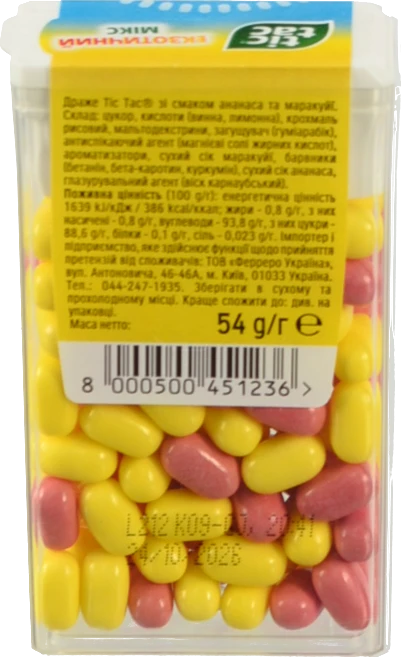 ЕКЗОТИЧНИЙ
МІКС
tic
tac
Драже Tic Tac® зі смаком ананаса та маракуйї.
Склад: цукор, кислоти (винна, лимонна), крохмаль
рисовий, мальтодекстрини, загущувач (гуміарабік),
антиспікаючий агент (магнієві солі жирних кислот),
ароматизатори, сухий сік маракуйї, барвники
(бетанін, бета-каротин, куркумін), сухий сік ананаса,
глазурувальний агент (віск карнаубський).
Поживна цінність (100 g/г): енергетична цінність
1639 kJ/кДж / 386 kcal/ккал; жири - 0,8 g/г, з них
насичені - 0,8 g/г, вуглеводи - 93,8 g/г, з них цукри -
88,6 g/г, білки - 0,1 g/г, сіль - 0,023 g/г. Імпортер і
підприємство, яке здійснює функції щодо прийняття
претензій від споживачів: ТОВ «Ферреро Україна»,
вул. Антоновича, 46-46А, м. Київ, 01033 Україна.
Тел.: 044-247-1935. Зберігати в сухому та
прохолодному місці. Краще спожити до: див. на
упаковці.
Маса нетто: 54 g/г ℮
8 000500 451236 >
L212 K09-
24/10/2026